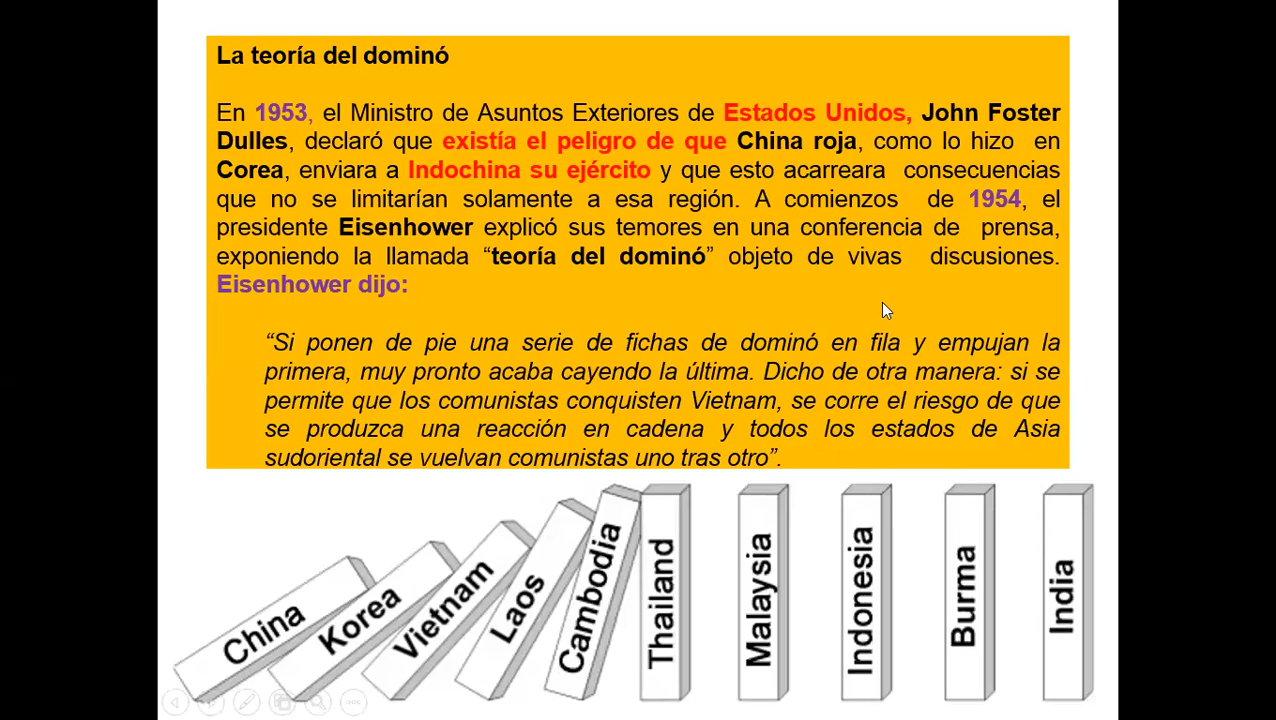 La teoría del dominó
En 1953, el Ministro de Asuntos Exteriores de Estados Unidos, John Foster
Dulles, declaró que existía el peligro de que China roja, como lo hizo en
Corea, enviara a Indochina su ejército y que esto acarreara consecuencias
que no se limitarían solamente a esa región. A comienzos de 1954, el
presidente Eisenhower explicó sus temores en una conferencia de prensa,
exponiendo la llamada “teoría del dominó” objeto de vivas discusiones.
Eisenhower dijo:
“Si ponen de pie una serie de fichas de dominó en fila y empujan la
primera, muy pronto acaba cayendo la última. Dicho de otra manera: si se
permite que los comunistas conquisten Vietnam, se corre el riesgo de que
se produzca una reacción en cadena y todos los estados de Asia
sudoriental se vuelvan comunistas uno tras otro”.
China
Korea
Vietnam
Laos
Cambodia
Thailand
Malaysia
Indonesia
Burma
India